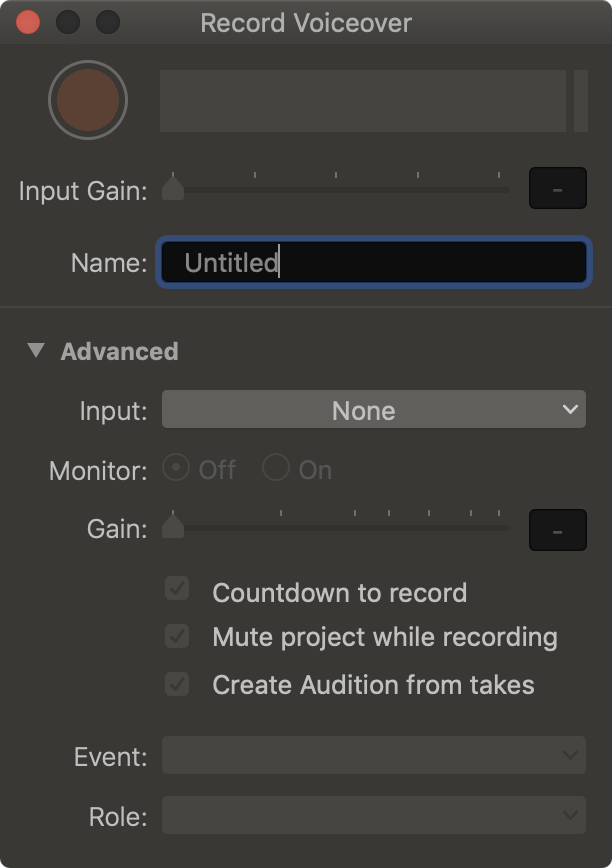 Record Voiceover
Input Gain: -
Name: Untitled
Advanced
Input: None
Monitor: Off On
Gain: -
Countdown to record
Mute project while recording
Create Audition from takes
Event:
Role: